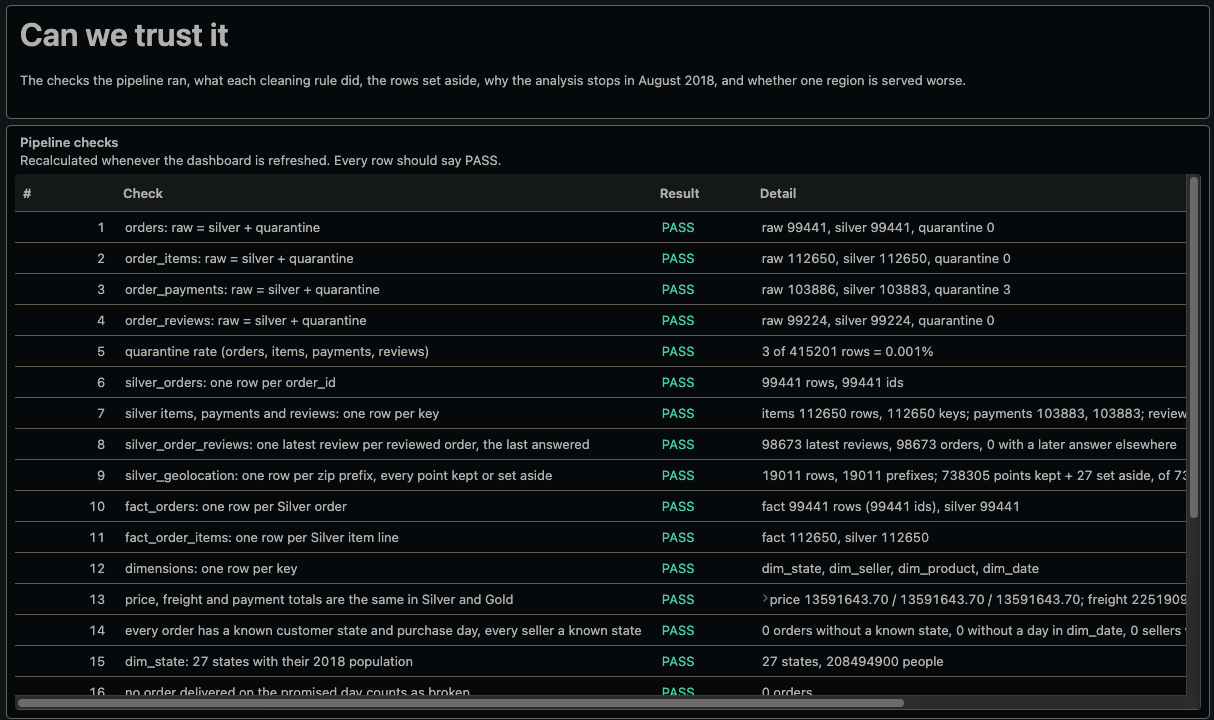 Can we trust it
The checks the pipeline ran, what each cleaning rule did, the rows set aside, why the analysis stops in August 2018, and whether one region is served worse.
Pipeline checks
Recalculated whenever the dashboard is refreshed. Every row should say PASS.
# Check Result Detail
1 orders: raw = silver + quarantine PASS raw 99441, silver 99441, quarantine 0
2 order_items: raw = silver + quarantine PASS raw 112650, silver 112650, quarantine 0
3 order_payments: raw = silver + quarantine PASS raw 103886, silver 103883, quarantine 3
4 order_reviews: raw = silver + quarantine PASS raw 99224, silver 99224, quarantine 0
5 quarantine rate (orders, items, payments, reviews) PASS 3 of 415201 rows = 0.001%
6 silver_orders: one row per order_id PASS 99441 rows, 99441 ids
7 silver items, payments and reviews: one row per key PASS items 112650 rows, 112650 keys; payments 103883, 103883; review
8 silver_order_reviews: one latest review per reviewed order, the last answered PASS 98673 latest reviews, 98673 orders, 0 with a later answer elsewhere
9 silver_geolocation: one row per zip prefix, every point kept or set aside PASS 19011 rows, 19011 prefixes; 738305 points kept + 27 set aside, of 73
10 fact_orders: one row per Silver order PASS fact 99441 rows (99441 ids), silver 99441
11 fact_order_items: one row per Silver item line PASS fact 112650, silver 112650
12 dimensions: one row per key PASS dim_state, dim_seller, dim_product, dim_date
13 price, freight and payment totals are the same in Silver and Gold PASS price 13591643.70 / 13591643.70 / 13591643.70; freight 2251909
14 every order has a known customer state and purchase day, every seller a known state PASS 0 orders without a known state, 0 without a day in dim_date, 0 sellers
15 dim_state: 27 states with their 2018 population PASS 27 states, 208494900 people
16 no order delivered on the promised day counts as broken PASS 0 orders